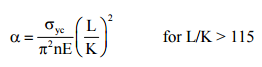 α = σyc/π²nE (L/K)² for L/K > 115